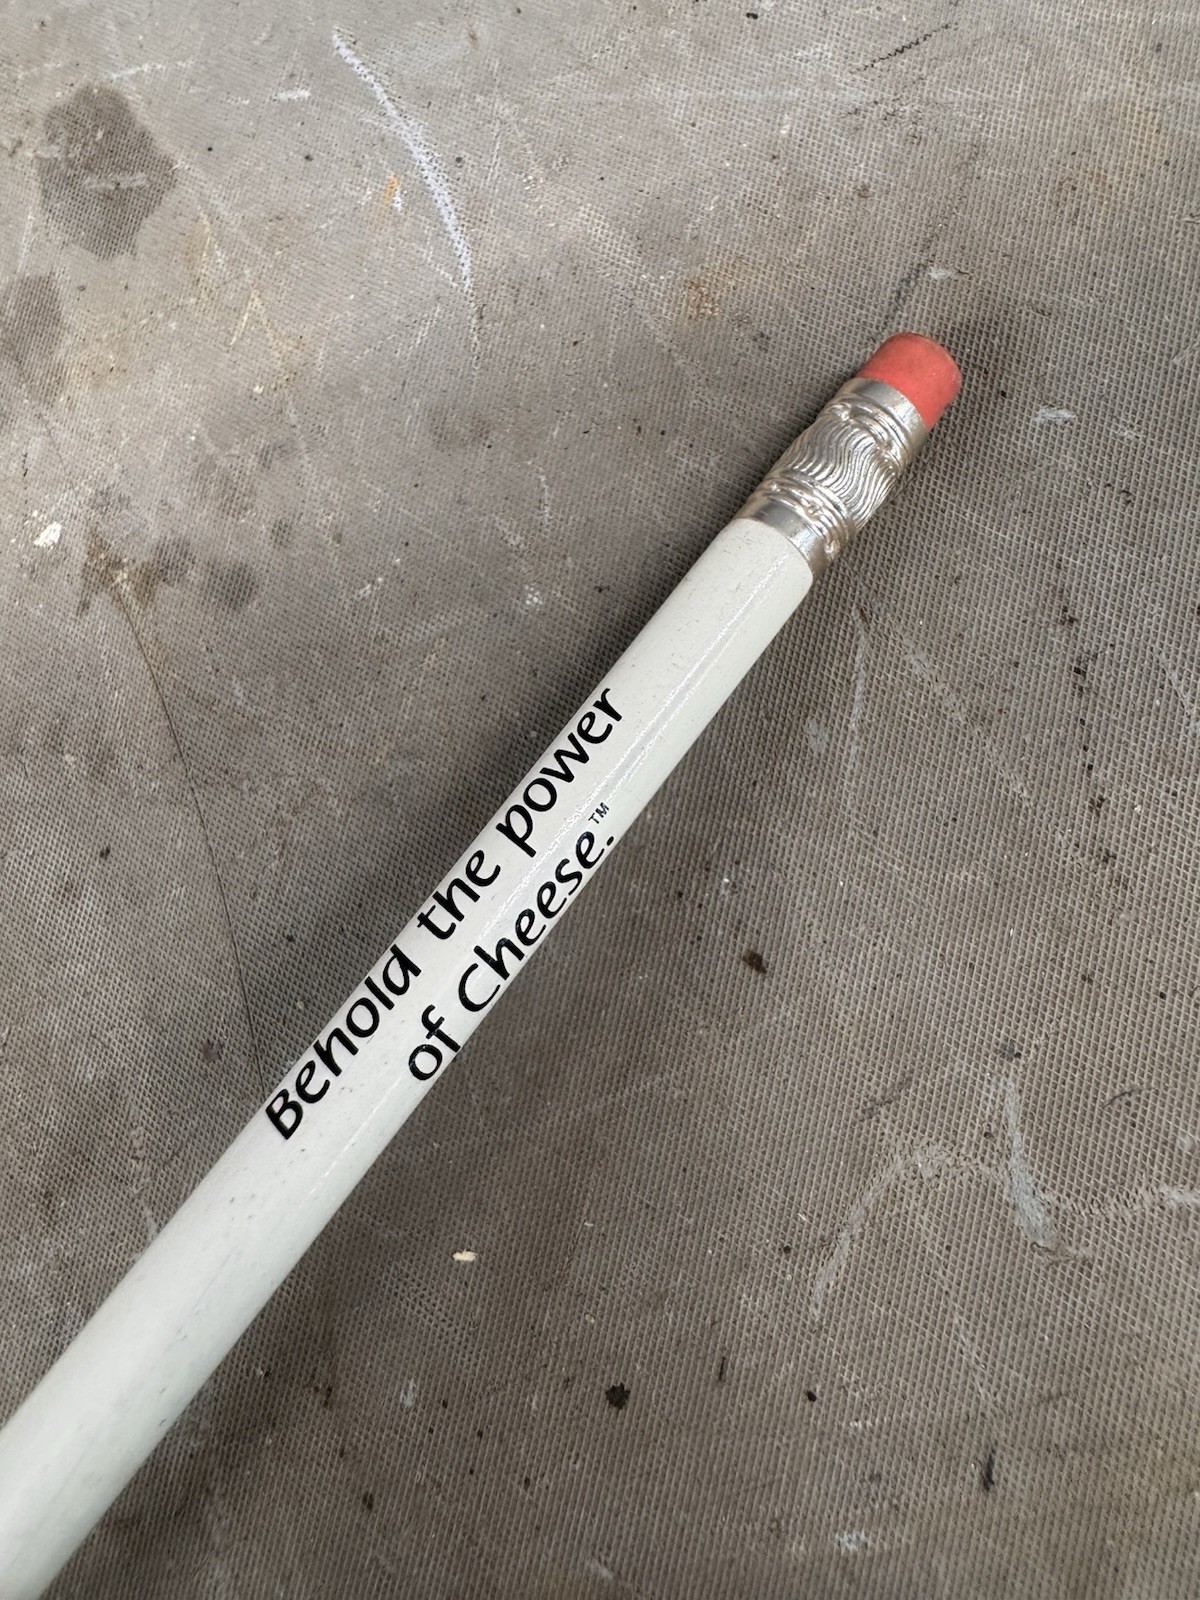 Behold the power
of Cheese.™